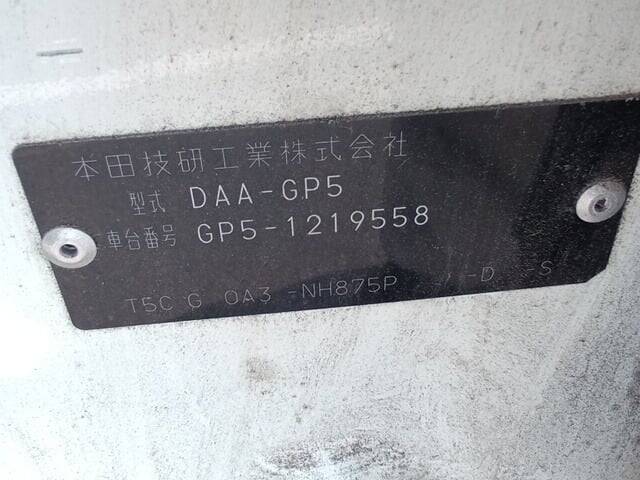 本田技研工業株式会社
型式 DAA-GP5
車台番号 GP5-1219558
T5C G 0A3 -NH875P / -D -S